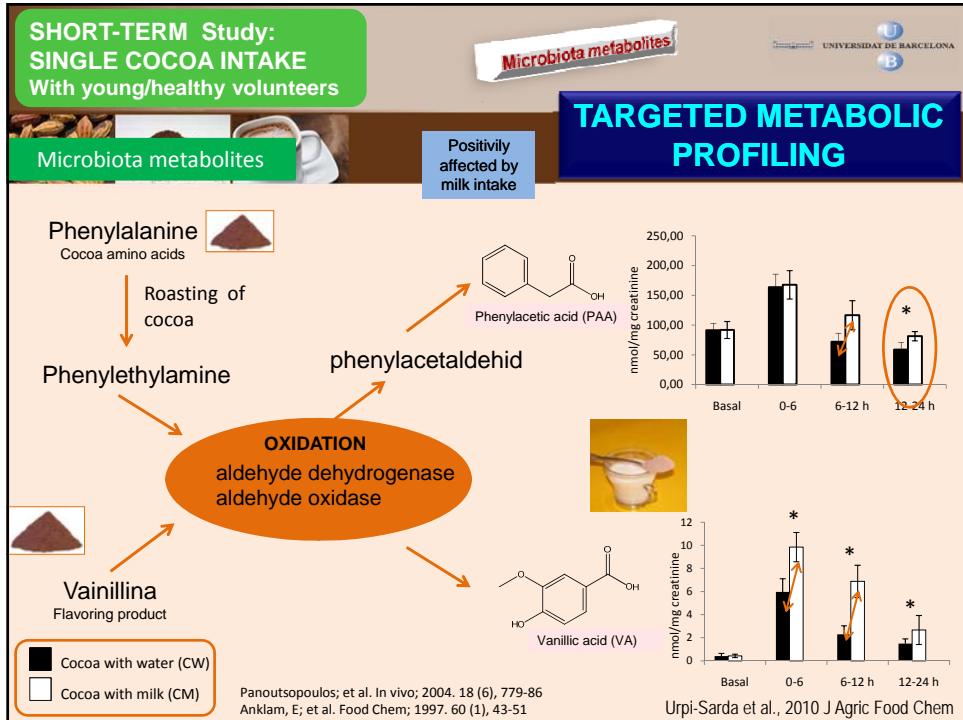 SHORT-TERM Study:
SINGLE COCOA INTAKE
With young/healthy volunteers
Microbiota metabolites
UNIVERSITAT DE BARCELONA
U
B
TARGETED METABOLIC
PROFILING
Microbiota metabolites
Positivily
affected by
milk intake
Phenylalanine
Cocoa amino acids
Roasting of
cocoa
Phenylethylamine
OXIDATION
aldehyde dehydrogenase
aldehyde oxidase
phenylacetaldehid
O
OH
Phenylacetic acid (PAA)
Vainillina
Flavoring product
O
O
OH
HO
Vanillic acid (VA)
nmol/mg creatinine
250,00
200,00
150,00
100,00
50,00
0,00
*
Basal 0-6 6-12 h 12-24 h
nmol/mg creatinine
12
10
8
6
4
2
0
* * *
Basal 0-6 6-12 h 12-24 h
Cocoa with water (CW)
Cocoa with milk (CM)
Panoutsopoulos; et al. In vivo; 2004. 18 (6), 779-86
Anklam, E; et al. Food Chem; 1997. 60 (1), 43-51
Urpi-Sarda et al., 2010 J Agric Food Chem